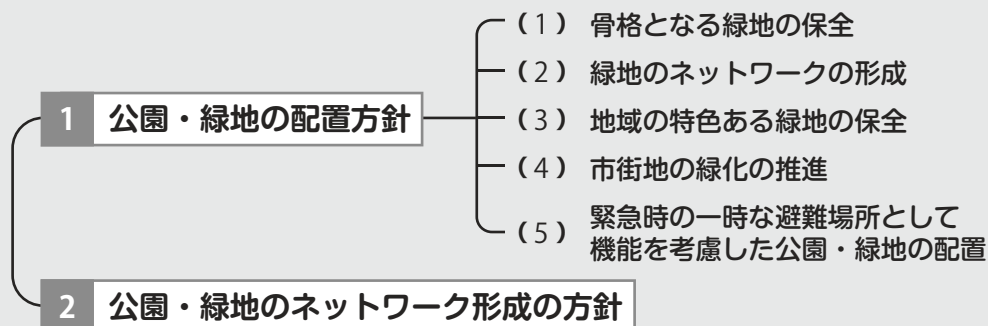 1 公園・緑地の配置方針
(1) 骨格となる緑地の保全
(2) 緑地のネットワークの形成
(3) 地域の特色ある緑地の保全
(4) 市街地の緑化の推進
(5) 緊急時の一時な避難場所として
機能を考慮した公園・緑地の配置
2 公園・緑地のネットワーク形成の方針